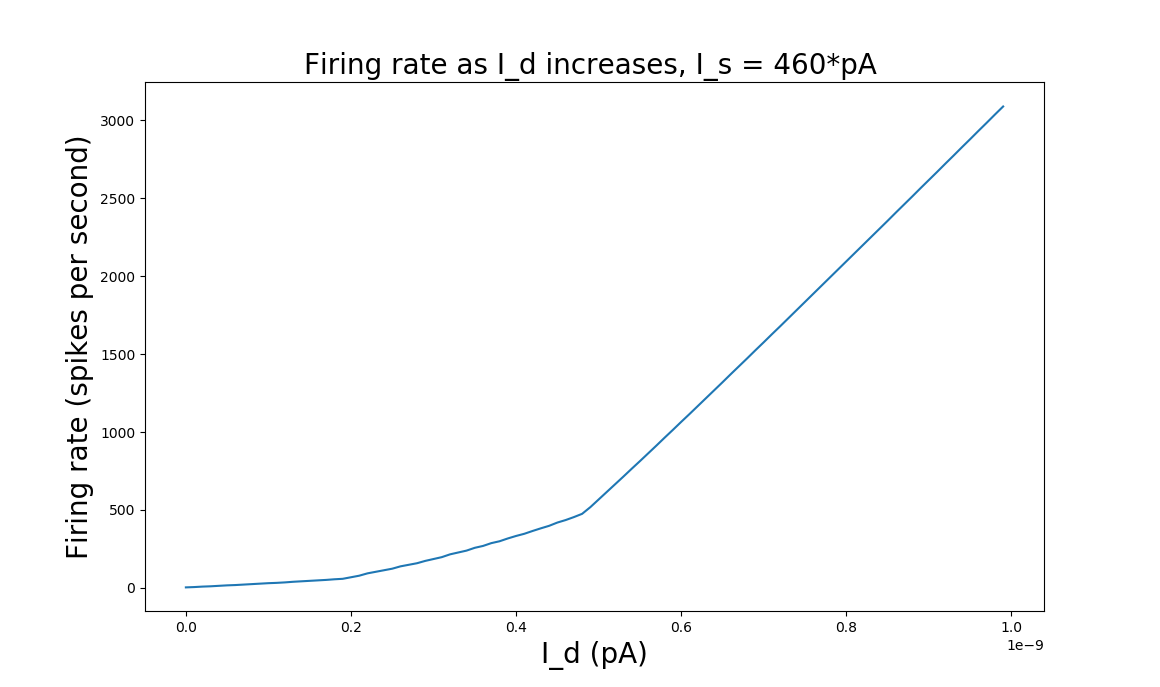 Firing rate as I_d increases, I_s = 460*pA
Firing rate (spikes per second)
3000
2500
2000
1500
1000
500
0
0.0 0.2 0.4 0.6 0.8 1.0
1e−9
I_d (pA)